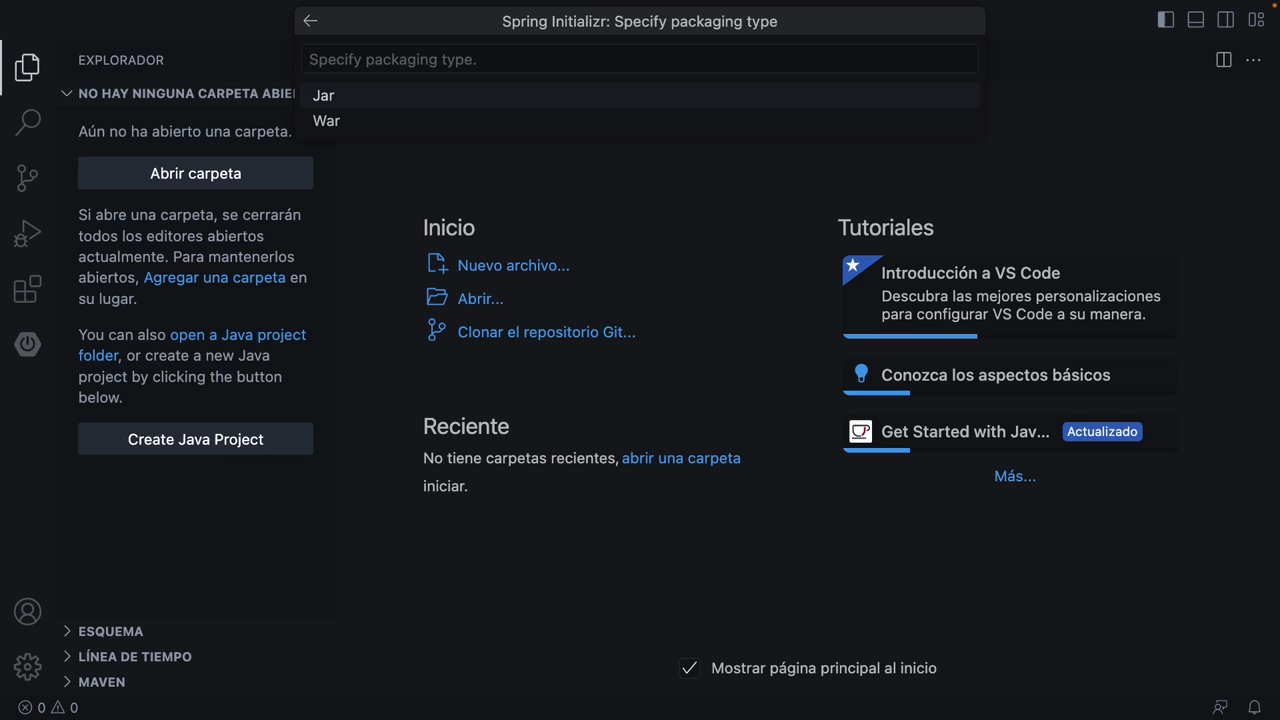 Spring Initializr: Specify packaging type
Specify packaging type.
Jar
War
EXPLORADOR
NO HAY NINGUNA CARPETA ABIE
Aún no ha abierto una carpeta.
Abrir carpeta
Si abre una carpeta, se cerrarán
todos los editores abiertos
actualmente. Para mantenerlos
abiertos, Agregar una carpeta en
su lugar.
You can also open a Java project
folder, or create a new Java
project by clicking the button
below.
Create Java Project
ESQUEMA
LÍNEA DE TIEMPO
MAVEN
Inicio
Nuevo archivo...
Abrir...
Clonar el repositorio Git...
Reciente
No tiene carpetas recientes, abrir una carpeta
iniciar.
Tutoriales
Introducción a VS Code
Descubra las mejores personalizaciones
para configurar VS Code a su manera.
Conozca los aspectos básicos
Get Started with Jav... Actualizado
Más...
Mostrar página principal al inicio
0 0